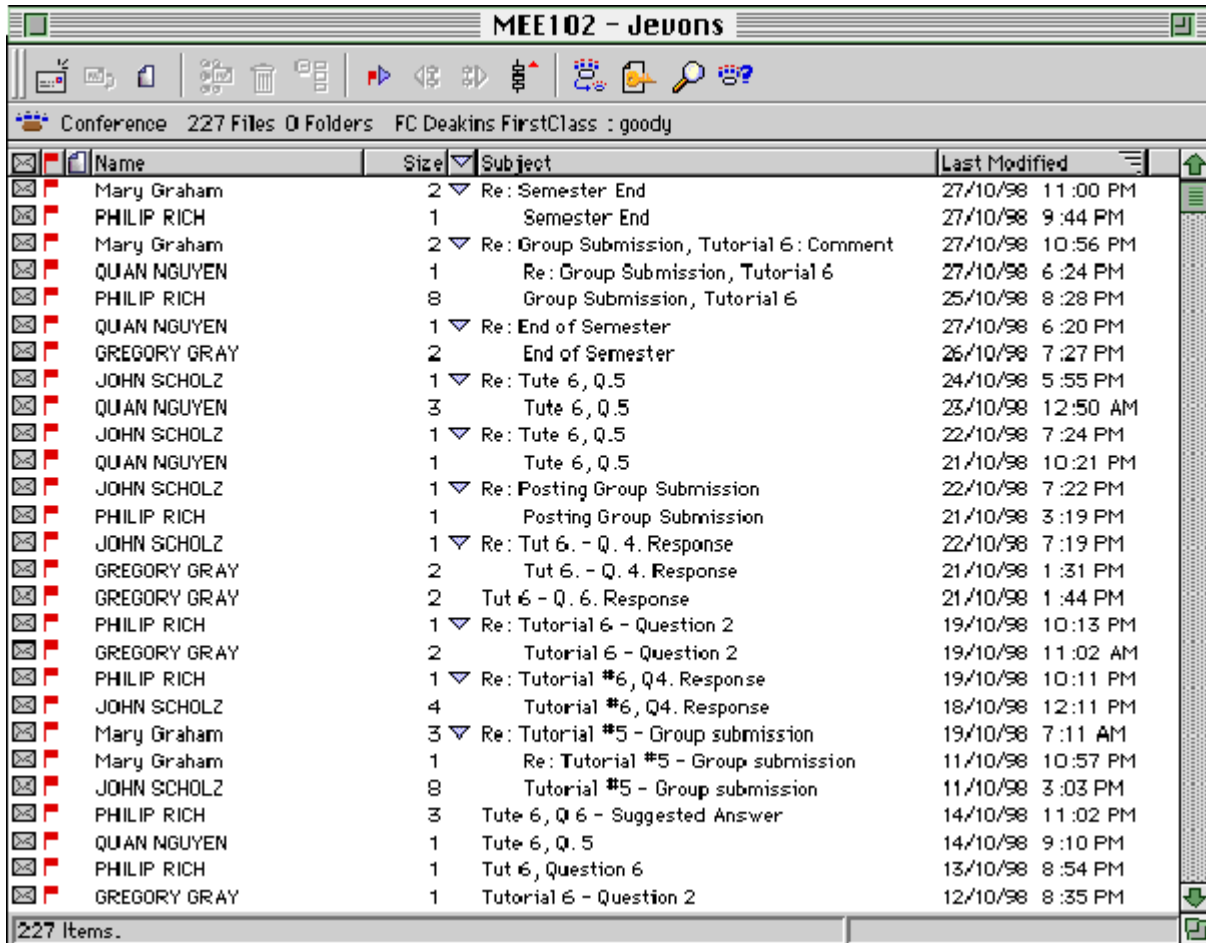 MEE102 - Jevons
Conference 227 Files 0 Folders FC Deakins FirstClass : goody
Name Size Subject Last Modified
Mary Graham 2 Re: Semester End 27/10/98 11:00 PM
PHILIP RICH 1 Semester End 27/10/98 9:44 PM
Mary Graham 2 Re: Group Submission, Tutorial 6: Comment 27/10/98 10:56 PM
QUAN NGUYEN 1 Re: Group Submission, Tutorial 6 27/10/98 6:24 PM
PHILIP RICH 8 Group Submission, Tutorial 6 25/10/98 8:28 PM
QUAN NGUYEN 1 Re: End of Semester 27/10/98 6:20 PM
GREGORY GRAY 2 End of Semester 26/10/98 7:27 PM
JOHN SCHOLZ 1 Re: Tute 6, Q.5 24/10/98 5:55 PM
QUAN NGUYEN 3 Tute 6, Q.5 23/10/98 12:50 AM
JOHN SCHOLZ 1 Re: Tute 6, Q.5 22/10/98 7:24 PM
QUAN NGUYEN 1 Tute 6, Q.5 21/10/98 10:21 PM
JOHN SCHOLZ 1 Re: Posting Group Submission 22/10/98 7:22 PM
PHILIP RICH 1 Posting Group Submission 21/10/98 3:19 PM
JOHN SCHOLZ 1 Re: Tut 6. - Q. 4. Response 22/10/98 7:19 PM
GREGORY GRAY 2 Tut 6. - Q. 4. Response 21/10/98 1:31 PM
GREGORY GRAY 2 Tut 6 - Q. 6. Response 21/10/98 1:44 PM
PHILIP RICH 1 Re: Tutorial 6 - Question 2 19/10/98 10:13 PM
GREGORY GRAY 2 Tutorial 6 - Question 2 19/10/98 11:02 AM
PHILIP RICH 1 Re: Tutorial #6, Q4. Response 19/10/98 10:11 PM
JOHN SCHOLZ 4 Tutorial #6, Q4. Response 18/10/98 12:11 PM
Mary Graham 3 Re: Tutorial #5 - Group submission 19/10/98 7:11 AM
Mary Graham 1 Re: Tutorial #5 - Group submission 11/10/98 10:57 PM
JOHN SCHOLZ 8 Tutorial #5 - Group submission 11/10/98 3:03 PM
PHILIP RICH 3 Tute 6, Q 6 - Suggested Answer 14/10/98 11:02 PM
QUAN NGUYEN 1 Tute 6, Q. 5 14/10/98 9:10 PM
PHILIP RICH 1 Tut 6, Question 6 13/10/98 8:54 PM
GREGORY GRAY 1 Tutorial 6 - Question 2 12/10/98 8:35 PM
227 Items.